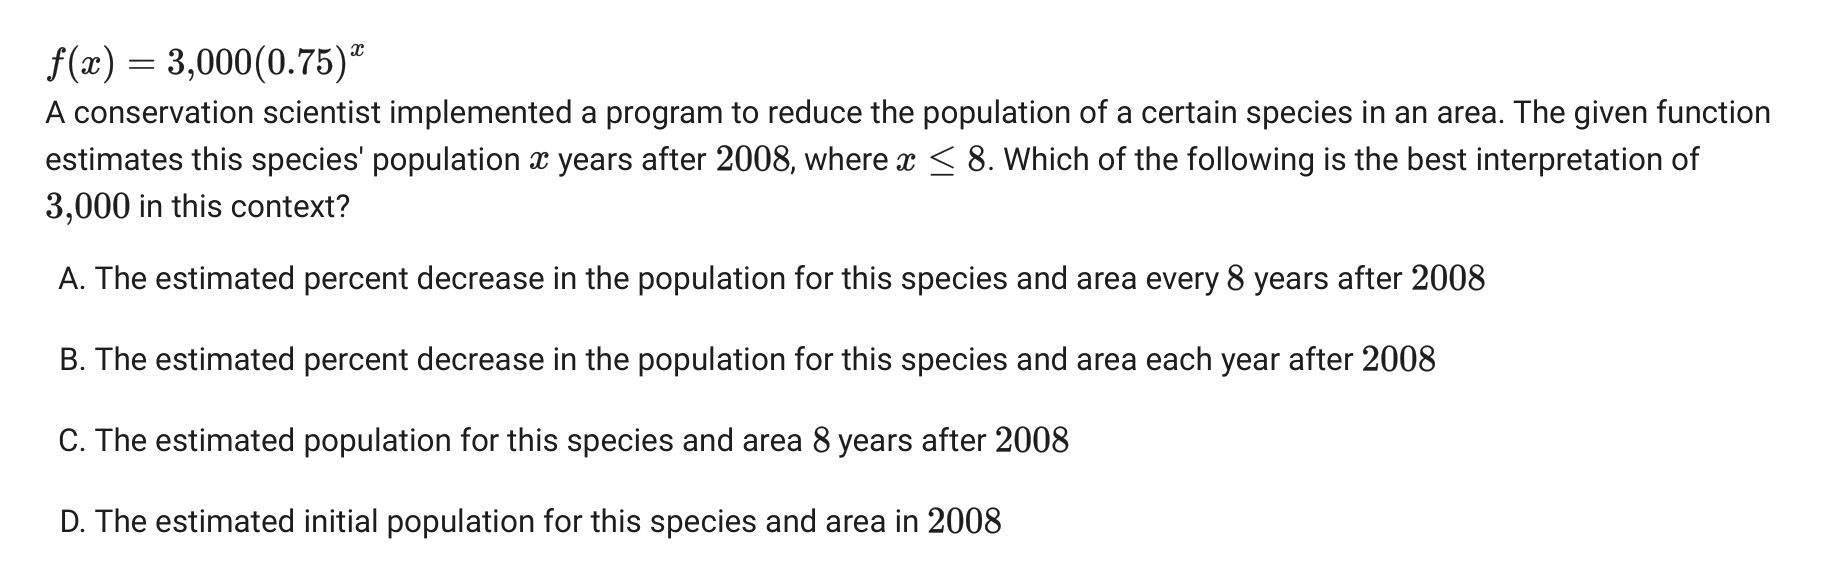 f(x) = 3,000(0.75)^x
A conservation scientist implemented a program to reduce the population of a certain species in an area. The given function
estimates this species' population x years after 2008, where x ≤ 8. Which of the following is the best interpretation of
3,000 in this context?
A. The estimated percent decrease in the population for this species and area every 8 years after 2008
B. The estimated percent decrease in the population for this species and area each year after 2008
C. The estimated population for this species and area 8 years after 2008
D. The estimated initial population for this species and area in 2008